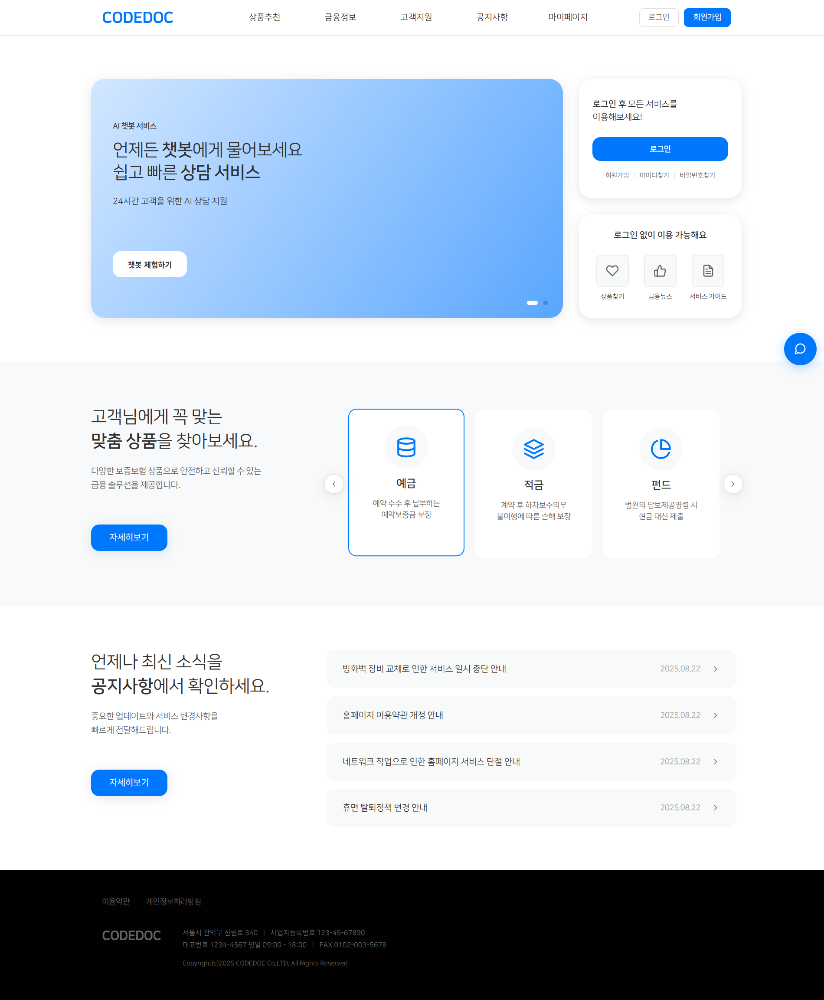 CODEDOC
상품추천
금융정보
고객지원
공지사항
마이페이지
로그인
회원가입
AI 챗봇 서비스
언제든 챗봇에게 물어보세요
쉽고 빠른 상담 서비스
24시간 고객을 위한 AI 상담 지원
챗봇 체험하기
로그인 후 모든 서비스를
이용해보세요!
로그인
회원가입 | 아이디찾기 | 비밀번호찾기
로그인 없이 이용 가능해요
상품찾기
금융뉴스
서비스 가이드
고객님에게 꼭 맞는
맞춤 상품을 찾아보세요.
다양한 보증보험 상품으로 안전하고 신뢰할 수 있는
금융 솔루션을 제공합니다.
자세히보기
예금
예약 수수 후 납부하는
예약보증금 보장
적금
계약 후 하차보수의무
불이행에 따른 손해 보장
펀드
법원의 담보제공명령 시
현금 대신 제출
언제나 최신 소식을
공지사항에서 확인하세요.
중요한 업데이트와 서비스 변경사항을
빠르게 전달해드립니다.
자세히보기
방화벽 장비 교체로 인한 서비스 일시 중단 안내 2025.08.22
홈페이지 이용약관 개정 안내 2025.08.22
네트워크 작업으로 인한 홈페이지 서비스 단절 안내 2025.08.22
휴면 탈퇴정책 변경 안내 2025.08.22
이용약관
개인정보처리방침
CODEDOC
서울시 관악구 신림로 340 | 사업자등록번호 123-45-67890
대표번호 1234-4567 평일 09:00 - 18:00 | FAX 0102-003-5678
Copyright(c)2025 CODEDOC Co.LTD. All Rights Reserved